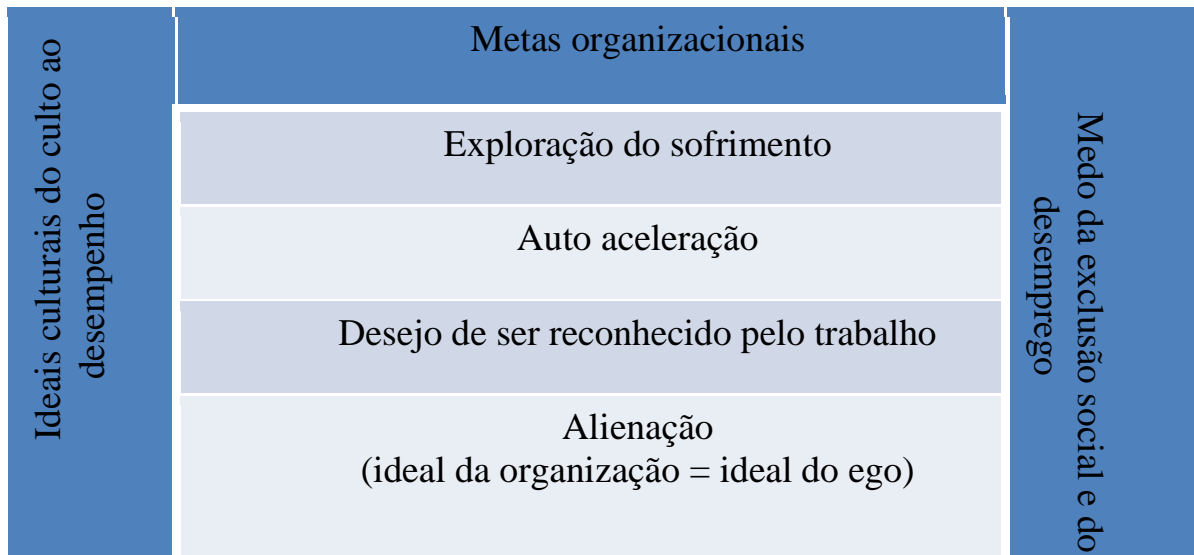 Ideais culturais do culto ao
desempenho
Metas organizacionais
Exploração do sofrimento
Auto aceleração
Desejo de ser reconhecido pelo trabalho
Alienação
(ideal da organização = ideal do ego)
Medo da exclusão social e do
desemprego